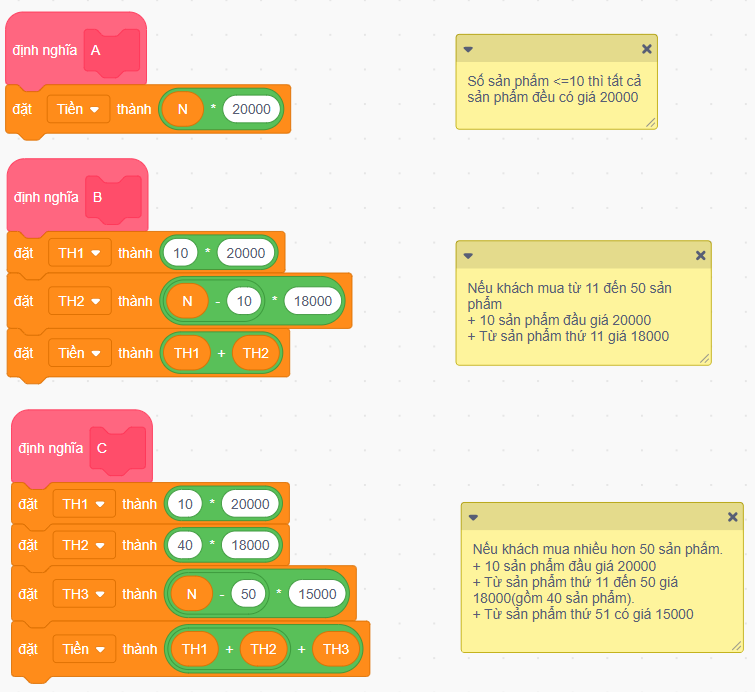 định nghĩa A
đặt Tiền thành N * 20000
Số sản phẩm <=10 thì tất cả
sản phẩm đều có giá 20000
định nghĩa B
đặt TH1 thành 10 * 20000
đặt TH2 thành N - 10 * 18000
đặt Tiền thành TH1 + TH2
Nếu khách mua từ 11 đến 50 sản
phẩm
+ 10 sản phẩm đầu giá 20000
+ Từ sản phẩm thứ 11 giá 18000
định nghĩa C
đặt TH1 thành 10 * 20000
đặt TH2 thành 40 * 18000
đặt TH3 thành N - 50 * 15000
đặt Tiền thành TH1 + TH2 + TH3
Nếu khách mua nhiều hơn 50 sản phẩm.
+ 10 sản phẩm đầu giá 20000
+ Từ sản phẩm thứ 11 đến 50 giá
18000(gồm 40 sản phẩm).
+ Từ sản phẩm thứ 51 có giá 15000